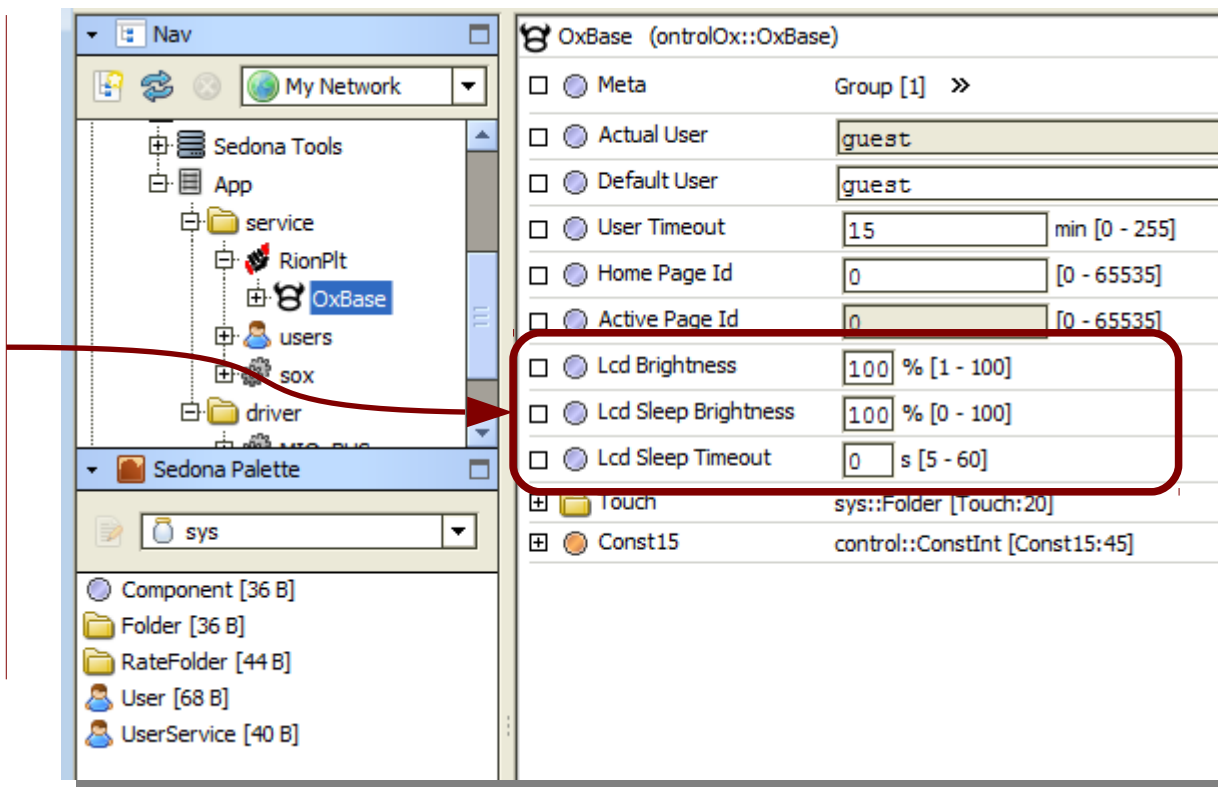 Nav
My Network
Sedona Tools
App
service
RionPlt
OxBase
users
sox
driver
Sedona Palette
sys
Component [36 B]
Folder [36 B]
RateFolder [44 B]
User [68 B]
UserService [40 B]
OxBase (ontrolOx::OxBase)
Meta Group [1] »
Actual User guest
Default User guest
User Timeout 15 min [0 - 255]
Home Page Id 0 [0 - 65535]
Active Page Id 0 [0 - 65535]
Lcd Brightness 100 % [1 - 100]
Lcd Sleep Brightness 100 % [0 - 100]
Lcd Sleep Timeout 0 s [5 - 60]
Touch sys::Folder [Touch:20]
Const15 control::ConstInt [Const15:45]